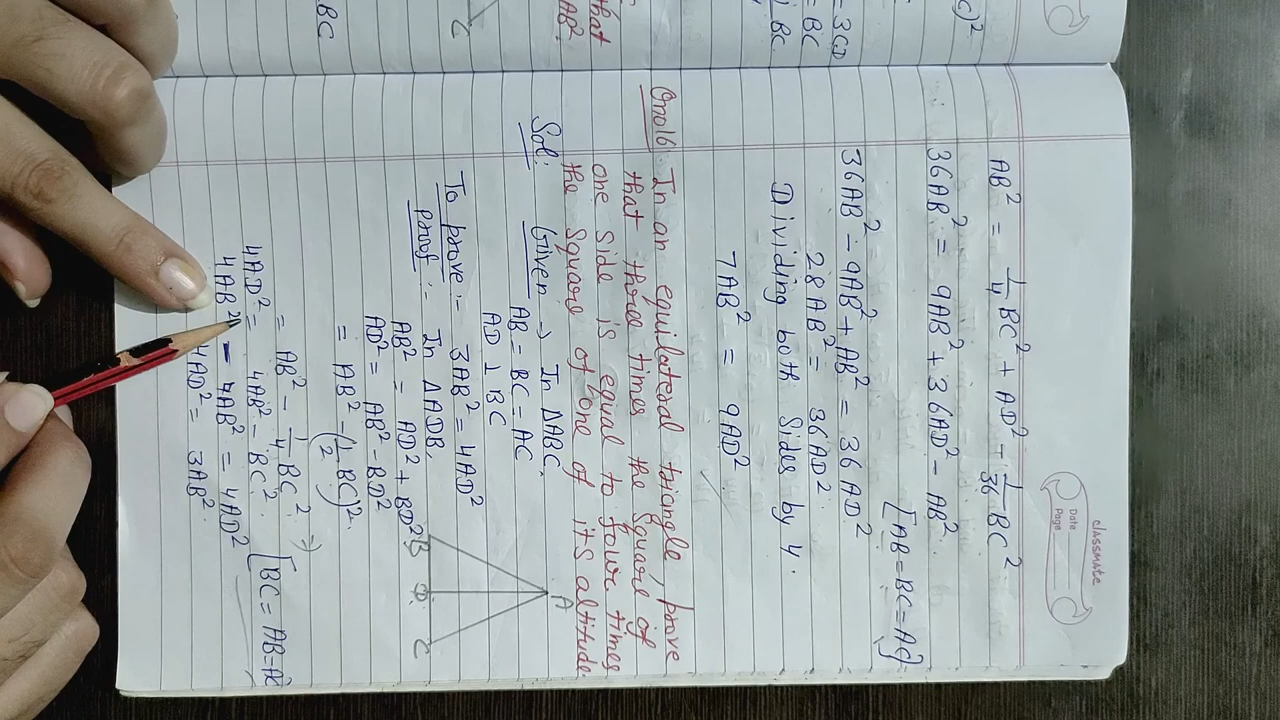 classmate
Date
Page
AB² = 1/4 BC² + AD² - 1/36 BC²
36AB² = 9AB² + 36AD² - AB².
[AB=BC=AC]
36AB² - 9AB² + AB² = 36AD²
28AB² = 36AD².
Dividing both Sides by 4.
7AB² = 9AD²
Qno16 In an equilateral triangle, prove
that three times the square of
one side is equal to four times
the square of one of its altitude
Sol: Given → In ΔABC,
AB = BC = AC
AD ⊥ BC
To prove:- 3AB² = 4AD²
proof:- In ΔADB,
AB² = AD² + BD²
AD² = AB² - BD²
= AB² - (1/2 BC)².
= AB² - 1/4 BC² ⇒)
4AD² = 4AB² - BC². [BC = AB = AC
4AB² - AB² = 4AD²
4AD² = 3AB².
A
B
D
C
c)²
= 3CD
= BC
BC
that
AB².
C
BC